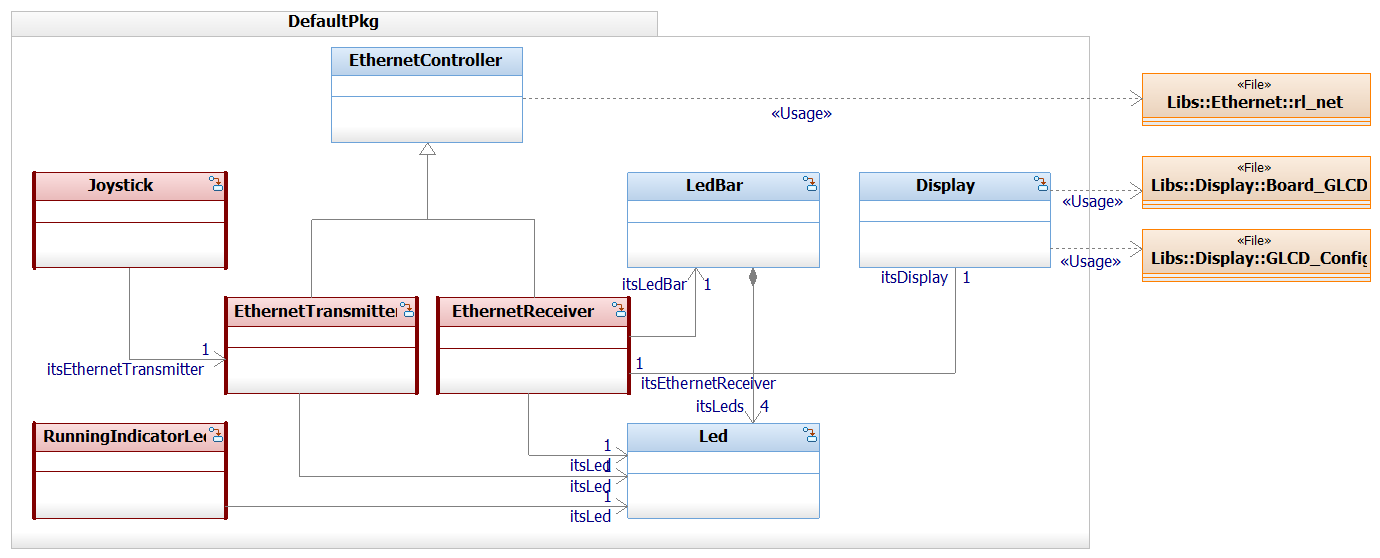 DefaultPkg
EthernetController
«Usage»
«File»
Libs::Ethernet::rl_net
Joystick
LedBar
Display
«Usage»
«File»
Libs::Display::Board_GLCD
«Usage»
«File»
Libs::Display::GLCD_Config
itsLedBar 1
itsDisplay 1
EthernetTransmitter
EthernetReceiver
1
itsEthernetTransmitter
1
itsEthernetReceiver
itsLeds 4
RunningIndicatorLed
Led
1
itsLed
1
itsLed
1
itsLed